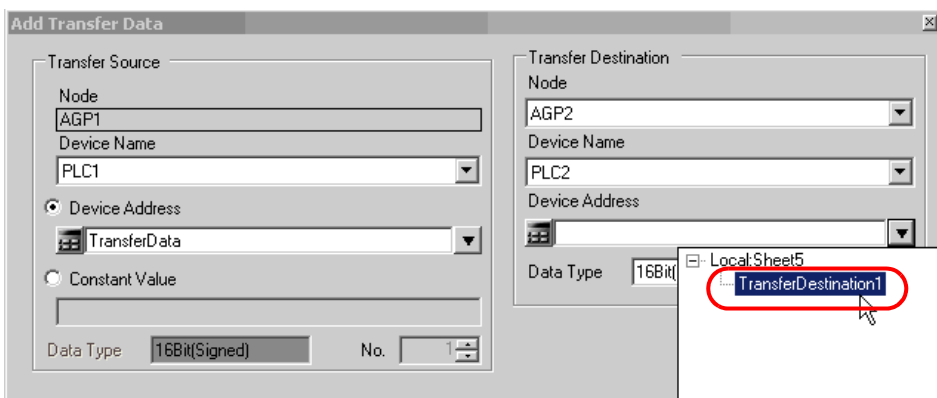 Add Transfer Data
Transfer Source
Node
AGP1
Device Name
PLC1
Device Address
TransferData
Constant Value
Data Type 16Bit(Signed) No. 1
Transfer Destination
Node
AGP2
Device Name
PLC2
Device Address
Data Type 16Bit(
Local:Sheet5
TransferDestination1